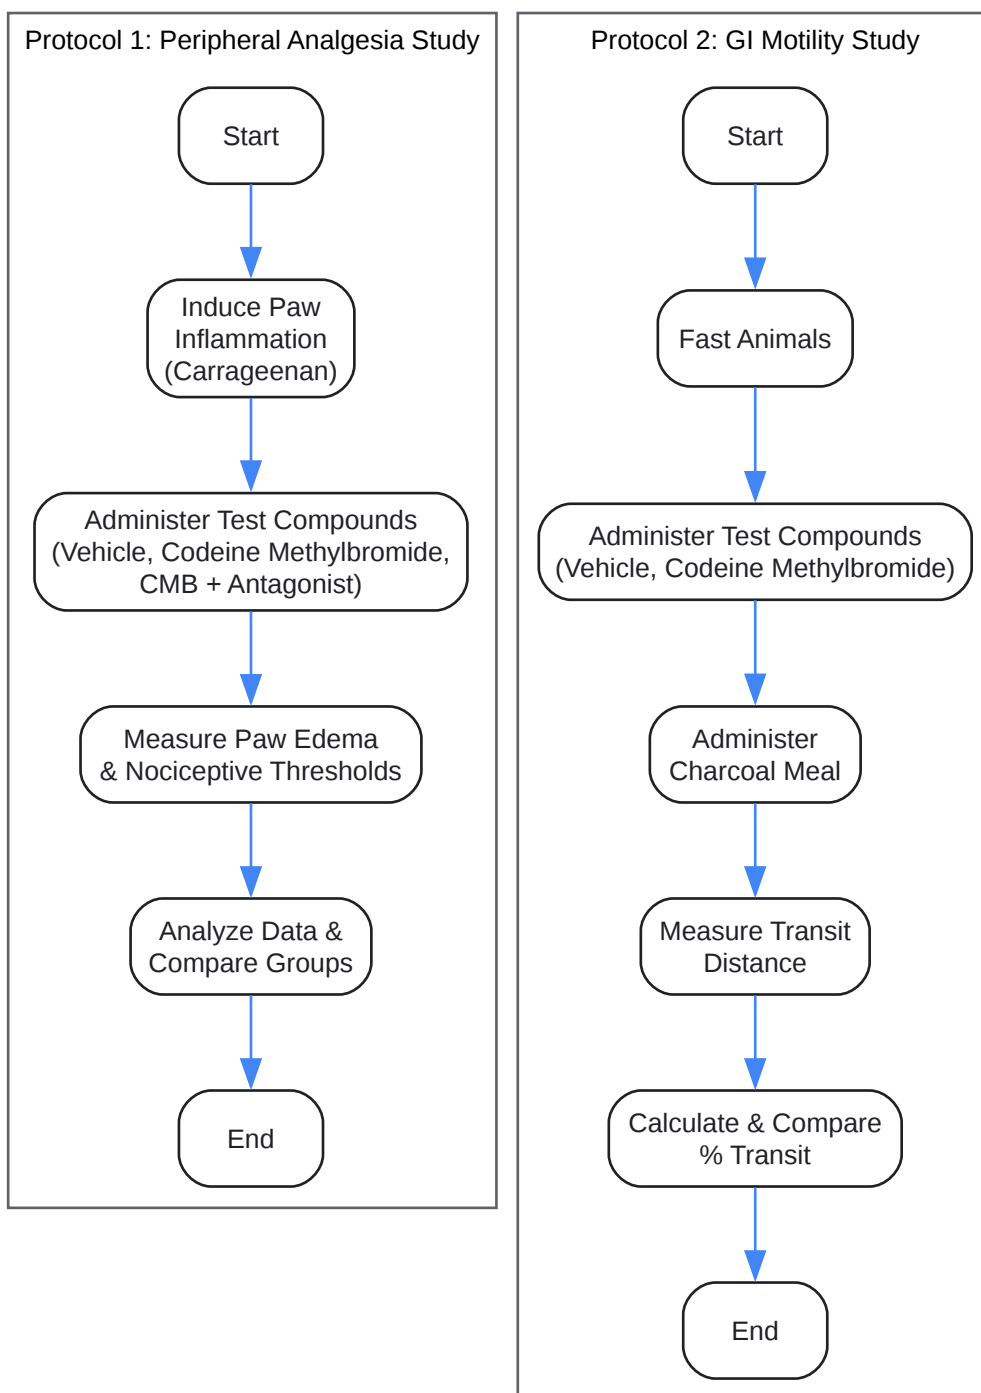 Protocol 1: Peripheral Analgesia Study
Start
Induce Paw
Inflammation
(Carrageenan)
Administer Test Compounds
(Vehicle, Codeine Methylbromide,
CMB + Antagonist)
Measure Paw Edema
& Nociceptive Thresholds
Analyze Data &
Compare Groups
End
Protocol 2: GI Motility Study
Start
Fast Animals
Administer Test Compounds
(Vehicle, Codeine Methylbromide)
Administer
Charcoal Meal
Measure Transit
Distance
Calculate & Compare
% Transit
End